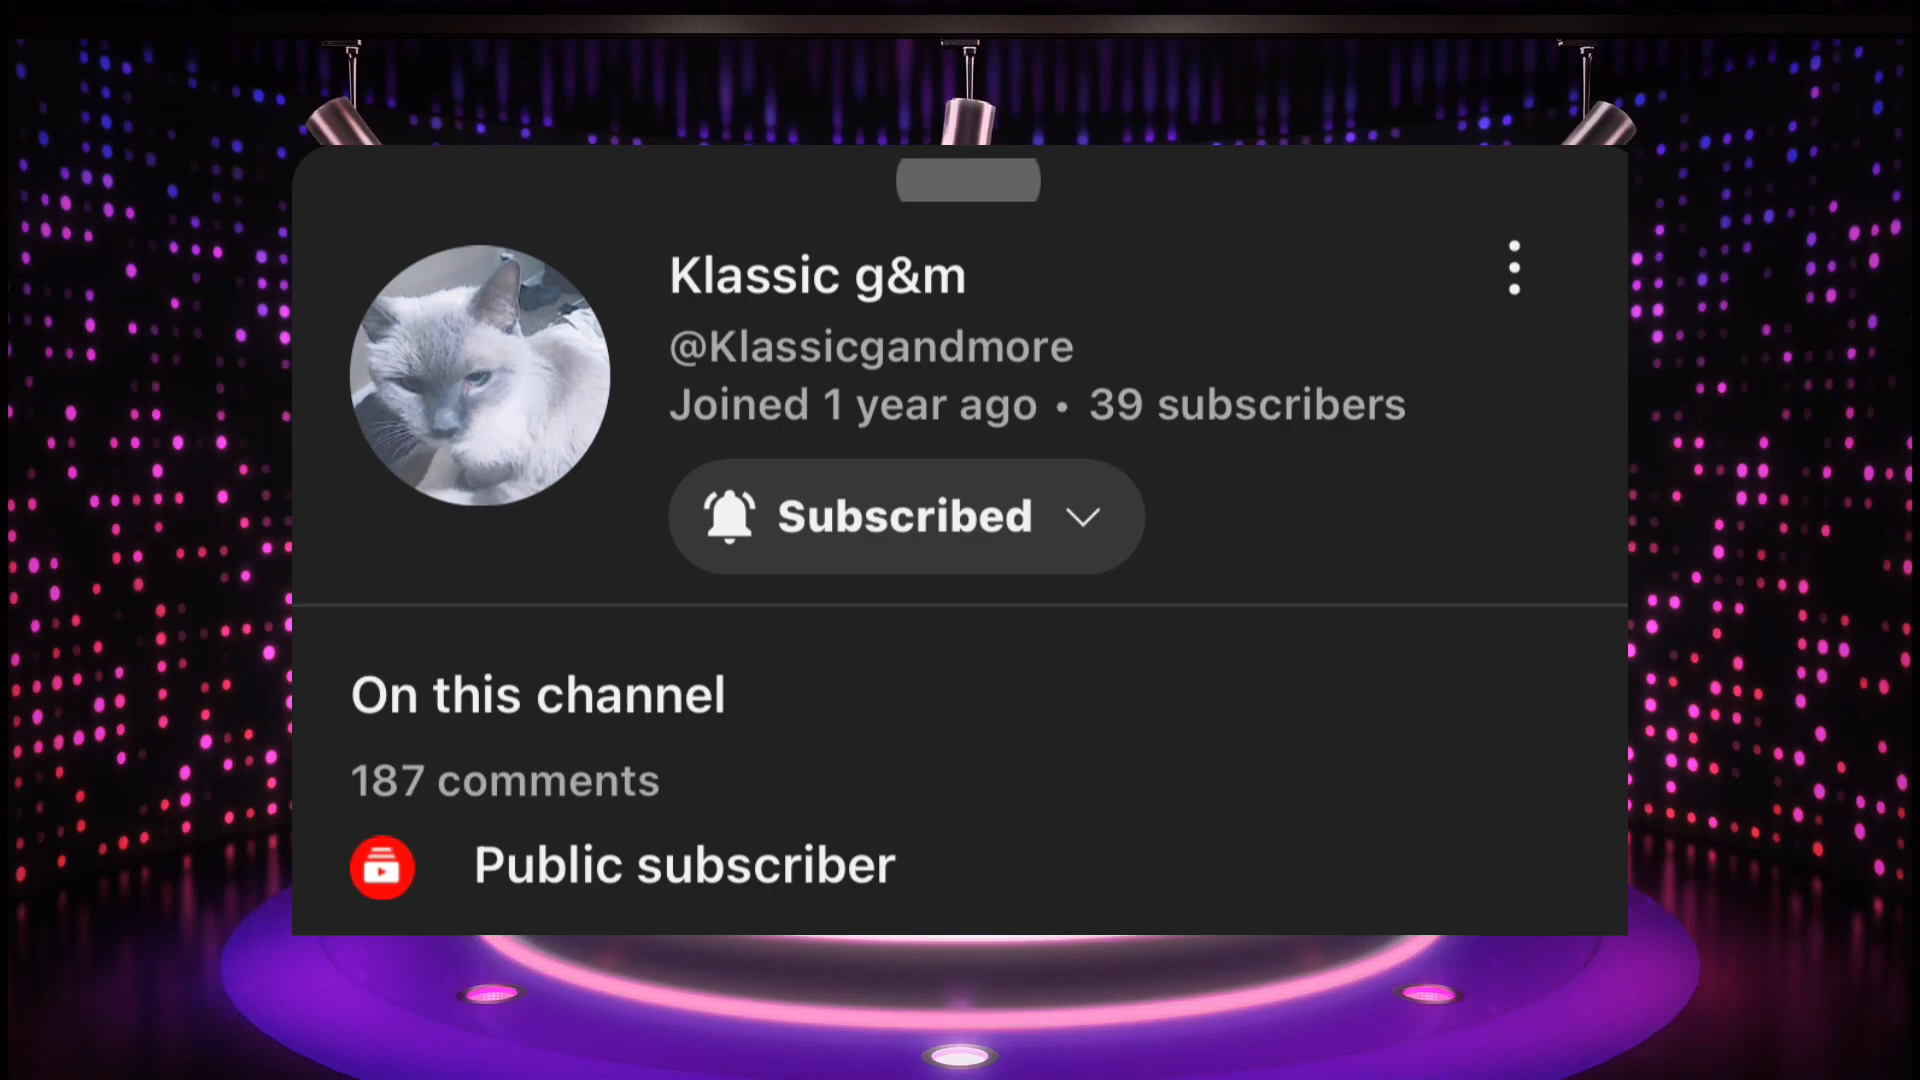 Klassic g&m
@Klassicgandmore
Joined 1 year ago • 39 subscribers
Subscribed
On this channel
187 comments
Public subscriber